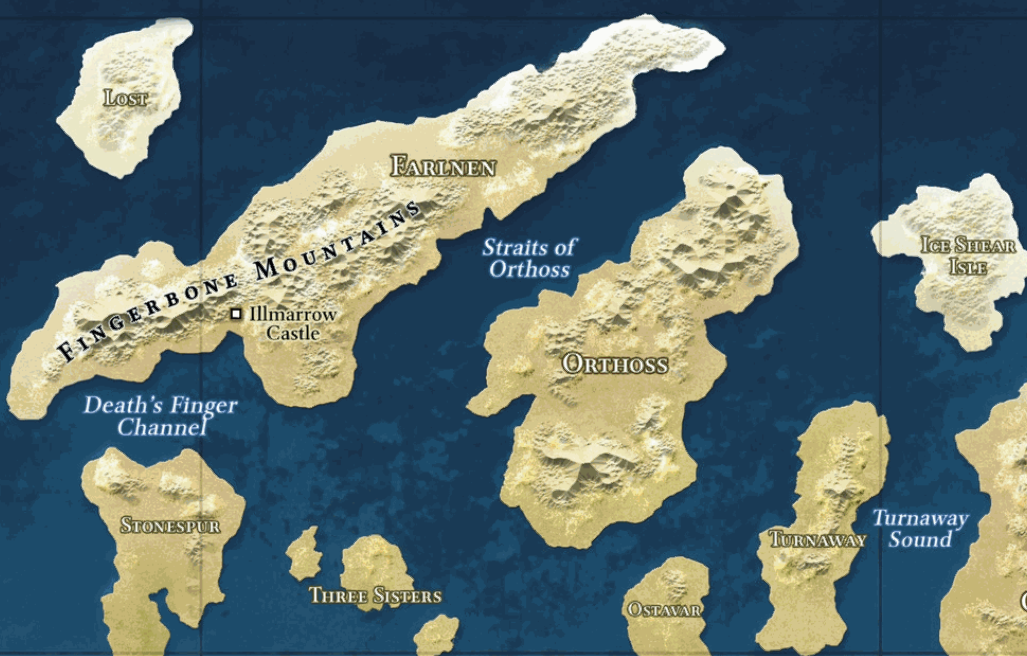 LOST
FARLNEN
FINGERBONE MOUNTAINS
Straits of
Orthoss
ICE SHEAR
ISLE
Illmarrow
Castle
ORTHOSS
Death's Finger
Channel
STONESPUR
Turnaway
Sound
TURNAWAY
THREE SISTERS
OSTAVAR